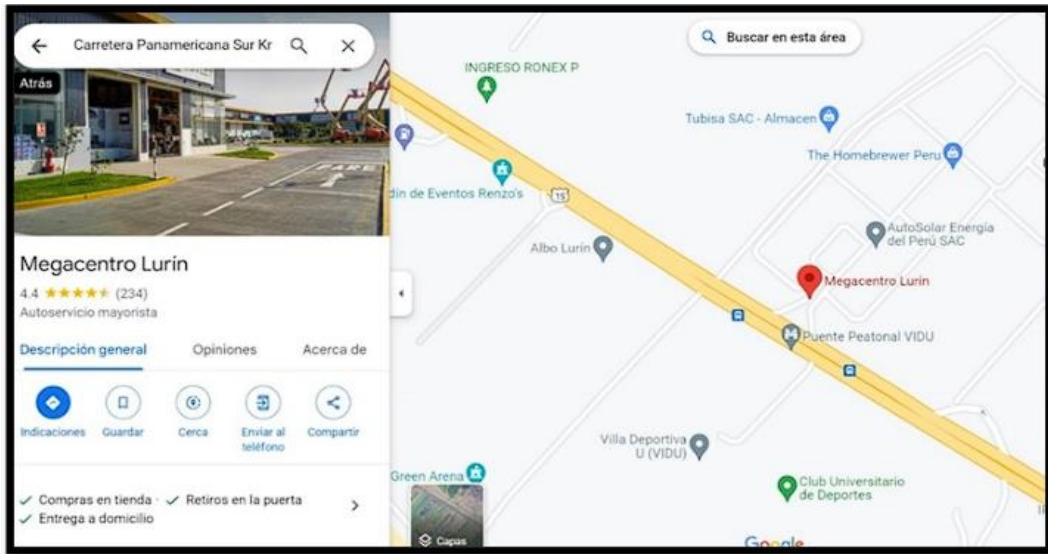 Carretera Panamericana Sur Kr
Atrás
Megacentro Lurín
4.4 (234)
Autoservicio mayorista
Descripción general Opiniones Acerca de
Indicaciones
Guardar
Cerca
Enviar al
teléfono
Compartir
Compras en tienda · Retiros en la puerta
Entrega a domicilio
Buscar en esta área
INGRESO RONEX P
Tubisa SAC - Almacen
The Homebrewer Peru
dín de Eventos Renzo's
15
Albo Lurín
AutoSolar Energía
del Perú SAC
Megacentro Lurín
Puente Peatonal VIDU
Villa Deportiva
U (VIDU)
Green Arena
Club Universitario
de Deportes
Capas
Google